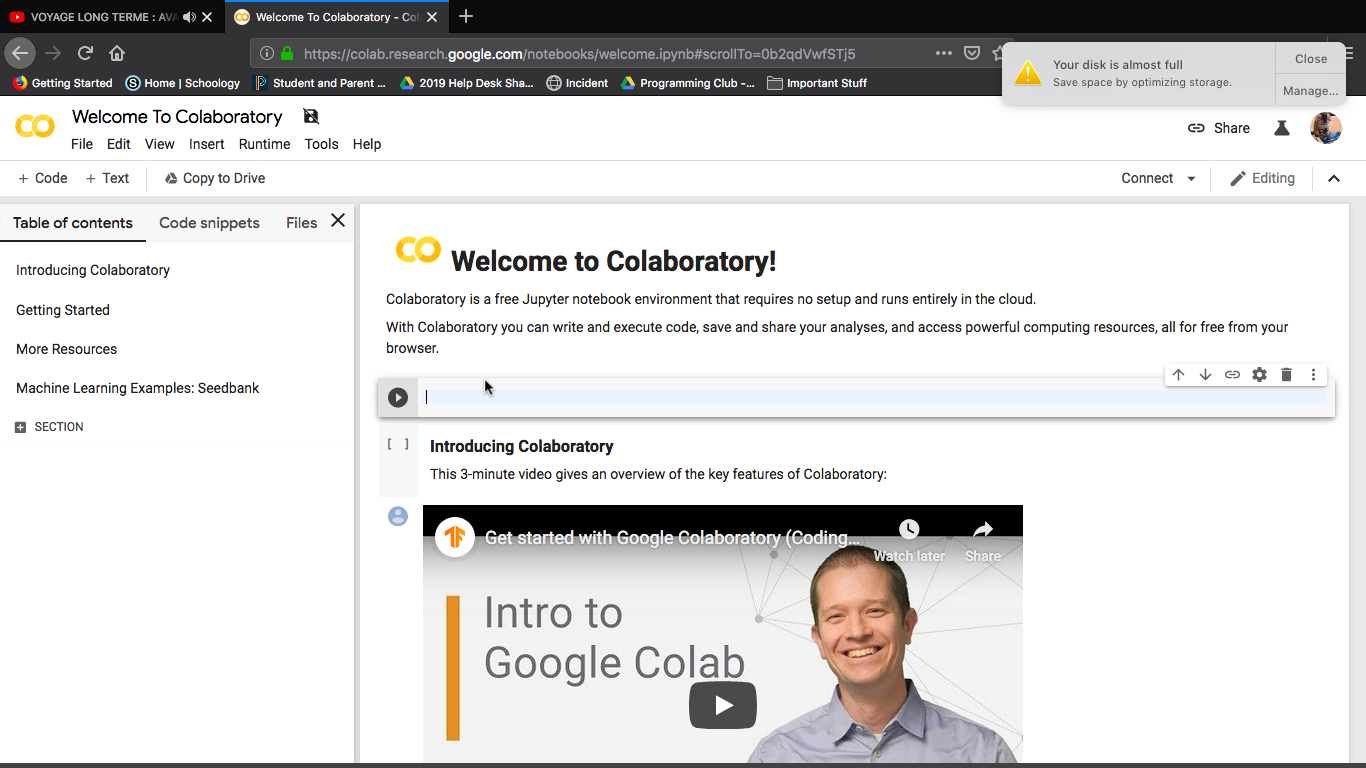 VOYAGE LONG TERME : AVA
Welcome To Colaboratory - Col
https://colab.research.google.com/notebooks/welcome.ipynb#scrollTo=0b2qdVwfSTj5
Getting Started
Home | Schoology
Student and Parent ...
2019 Help Desk Sha...
Incident
Programming Club -...
Important Stuff
Your disk is almost full
Save space by optimizing storage.
Close
Manage...
CO Welcome To Colaboratory
File Edit View Insert Runtime Tools Help
Share
+ Code + Text Copy to Drive
Connect Editing
Table of contents Code snippets Files
Introducing Colaboratory
Getting Started
More Resources
Machine Learning Examples: Seedbank
SECTION
CO Welcome to Colaboratory!
Colaboratory is a free Jupyter notebook environment that requires no setup and runs entirely in the cloud.
With Colaboratory you can write and execute code, save and share your analyses, and access powerful computing resources, all for free from your
browser.
[ ] Introducing Colaboratory
This 3-minute video gives an overview of the key features of Colaboratory:
Get started with Google Colaboratory (Coding...
Watch later Share
Intro to
Google Colab